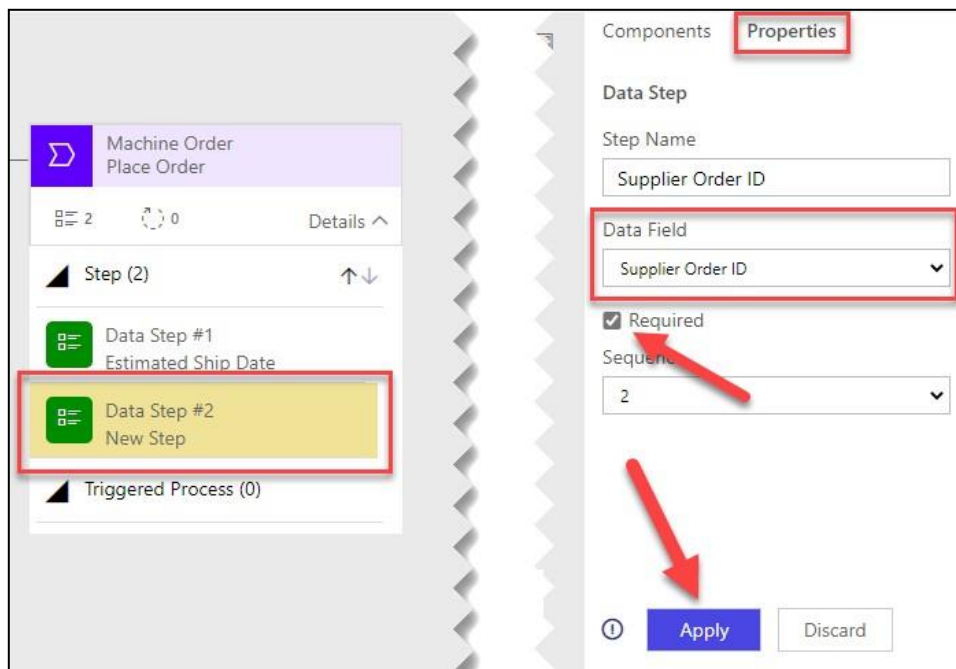 Machine Order
Place Order
2
0
Details
Step (2)
Data Step #1
Estimated Ship Date
Data Step #2
New Step
Triggered Process (0)
Components
Properties
Data Step
Step Name
Supplier Order ID
Data Field
Supplier Order ID
Required
Sequen
2
Apply
Discard